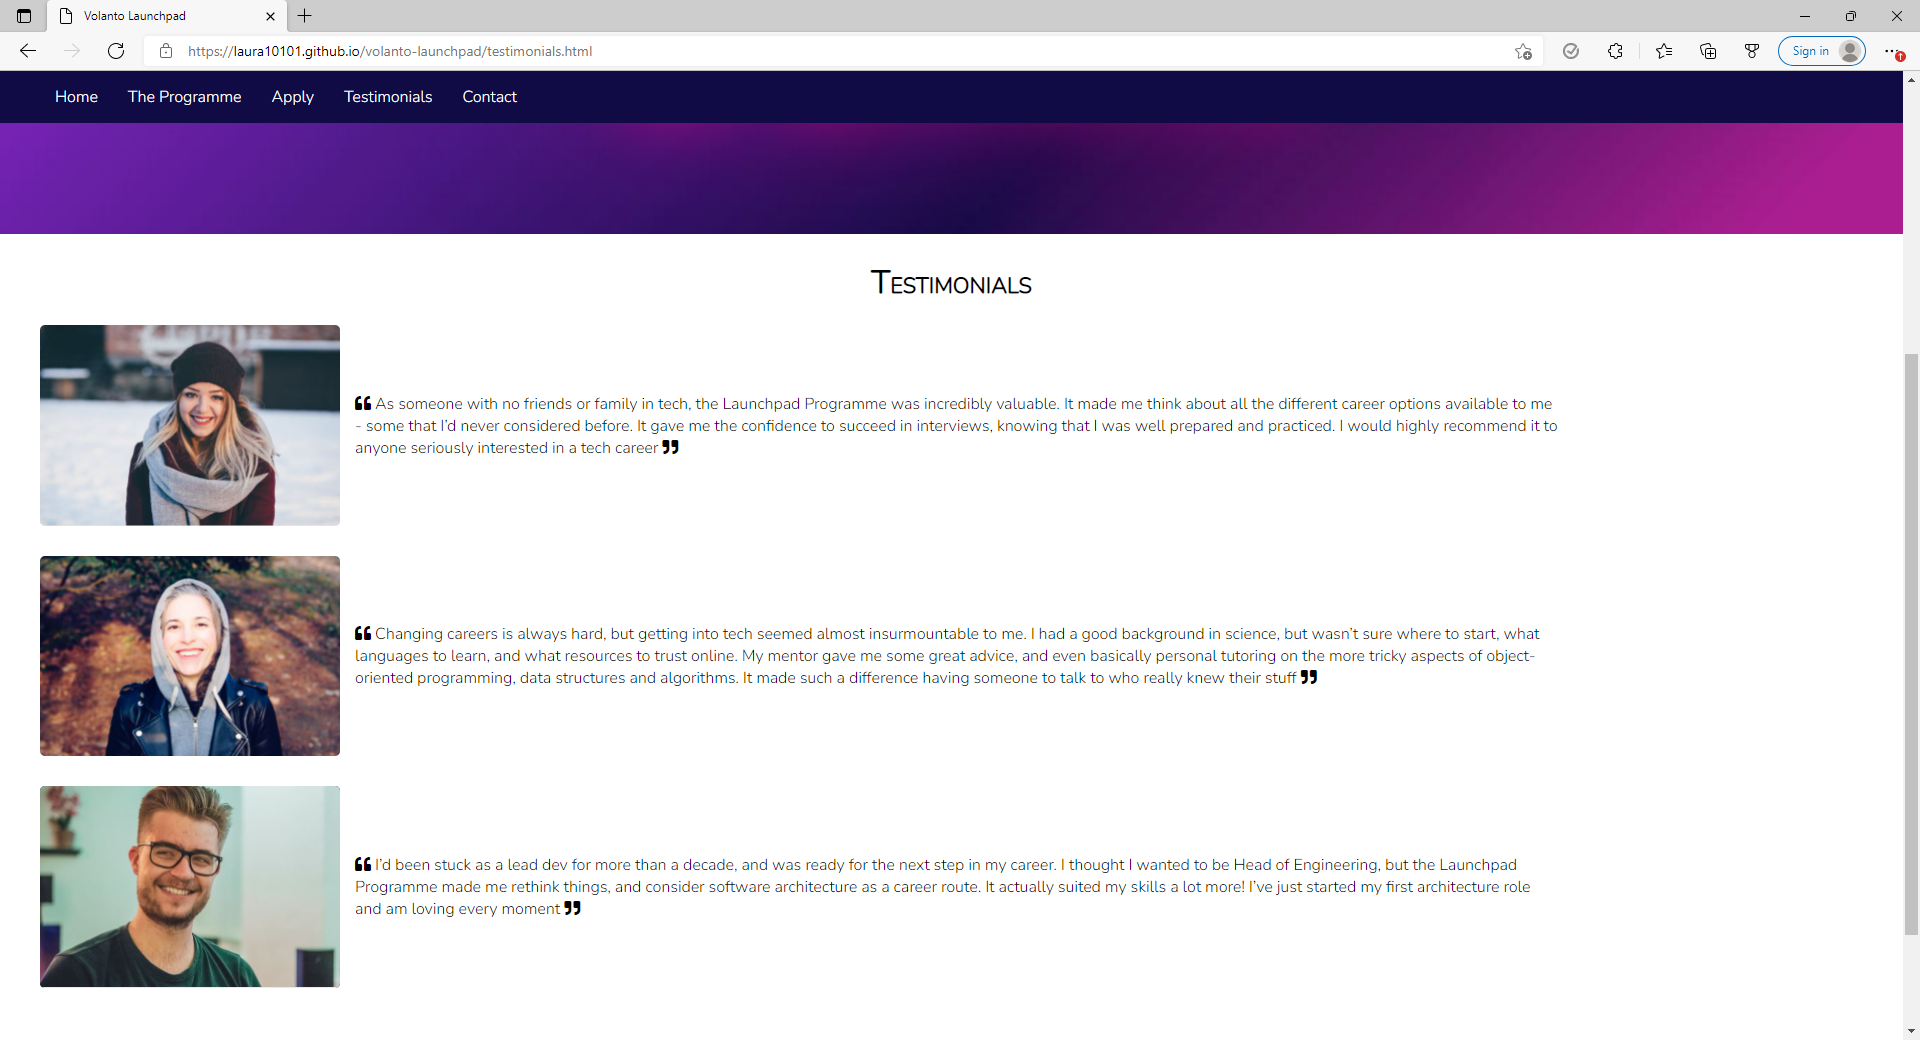 Volanto Launchpad
https://laura10101.github.io/volanto-launchpad/testimonials.html
Sign in
Home The Programme Apply Testimonials Contact
Testimonials
❝ As someone with no friends or family in tech, the Launchpad Programme was incredibly valuable. It made me think about all the different career options available to me
- some that I’d never considered before. It gave me the confidence to succeed in interviews, knowing that I was well prepared and practiced. I would highly recommend it to
anyone seriously interested in a tech career ❞
❝ Changing careers is always hard, but getting into tech seemed almost insurmountable to me. I had a good background in science, but wasn’t sure where to start, what
languages to learn, and what resources to trust online. My mentor gave me some great advice, and even basically personal tutoring on the more tricky aspects of object-
oriented programming, data structures and algorithms. It made such a difference having someone to talk to who really knew their stuff ❞
❝ I’d been stuck as a lead dev for more than a decade, and was ready for the next step in my career. I thought I wanted to be Head of Engineering, but the Launchpad
Programme made me rethink things, and consider software architecture as a career route. It actually suited my skills a lot more! I’ve just started my first architecture role
and am loving every moment ❞